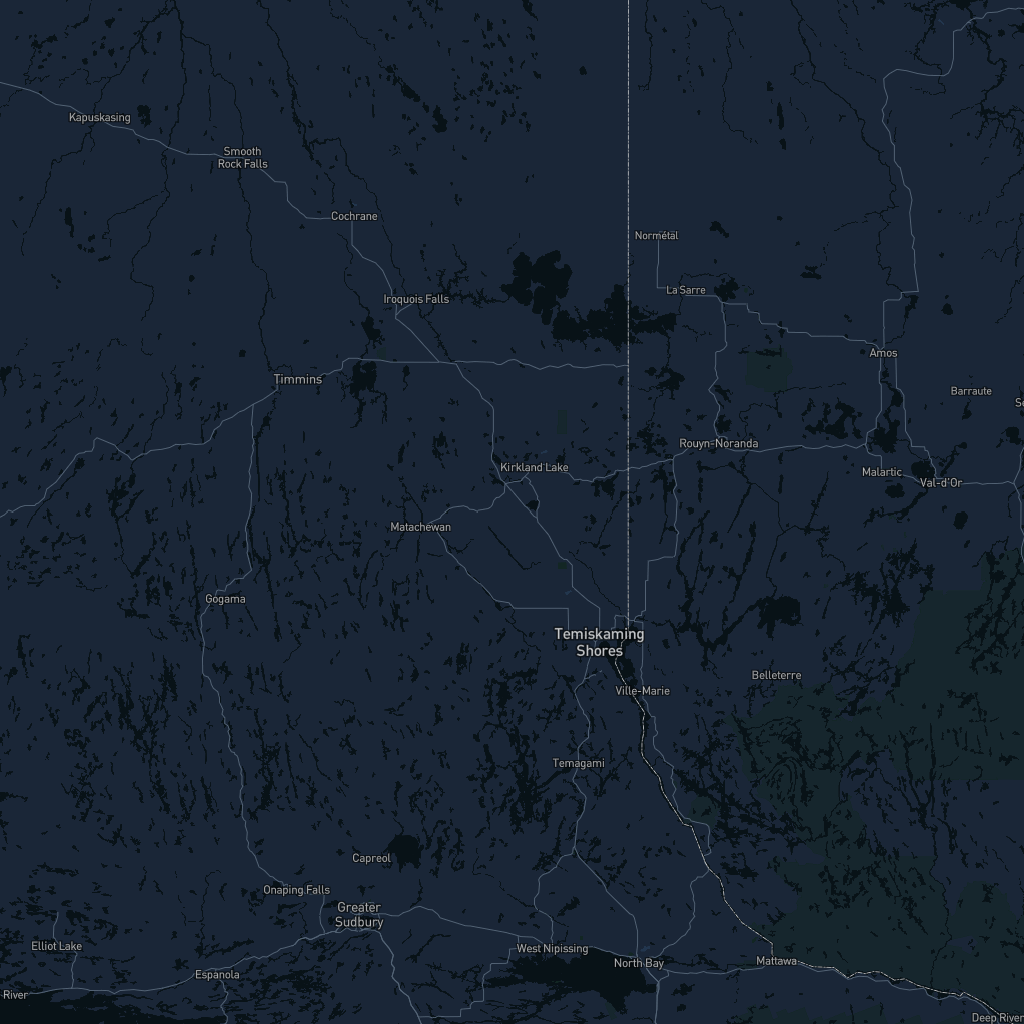 Kapuskasing
Smooth
Rock Falls
Cochrane
Normétal
La Sarre
Iroquois Falls
Amos
Timmins
Barraute
Se
Rouyn-Noranda
Kirkland Lake
Malartic
Val-d'Or
Matachewan
Gogama
Temiskaming
Shores
Belleterre
Ville-Marie
Temagami
Capreol
Onaping Falls
Greater
Sudbury
Elliot Lake
West Nipissing
North Bay
Mattawa
Espanola
River
Deep River